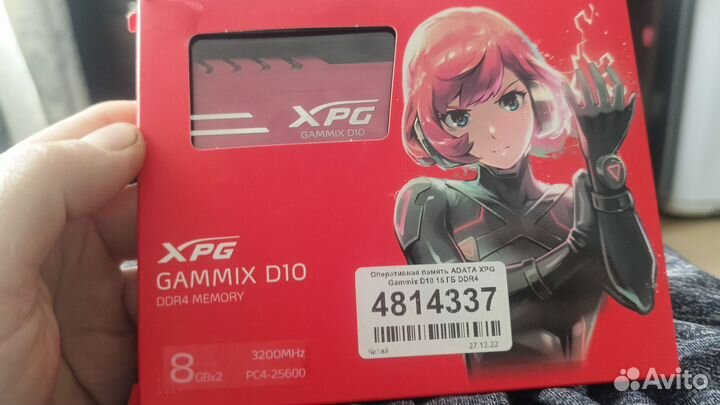 XPG
GAMMIX D10
XPG
GAMMIX D10
DDR4 MEMORY
8GBx2
3200MHz
PC4-25600
Оперативная память ADATA XPG
Gammix D10 16 ГБ DDR4
4814337
Китай
27.12.22
Avito